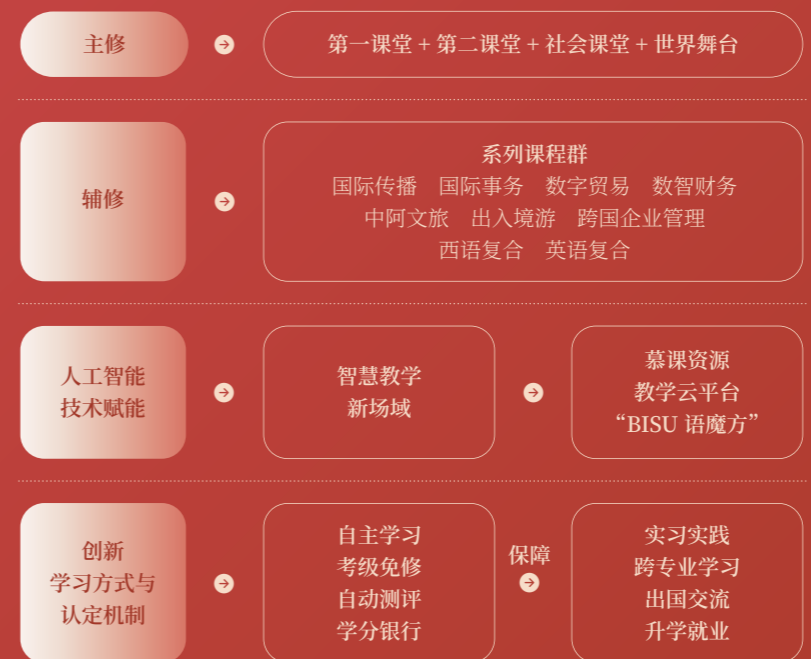 主修
第一课堂 + 第二课堂 + 社会课堂 + 世界舞台
辅修
系列课程群
国际传播 国际事务 数字贸易 数智财务
中阿文旅 出入境游 跨国企业管理
西语复合 英语复合
人工智能
技术赋能
智慧教学
新场域
慕课资源
教学云平台
“BISU 语魔方”
创新
学习方式与
认定机制
自主学习
考级免修
自动测评
学分银行
保障
实习实践
跨专业学习
出国交流
升学就业